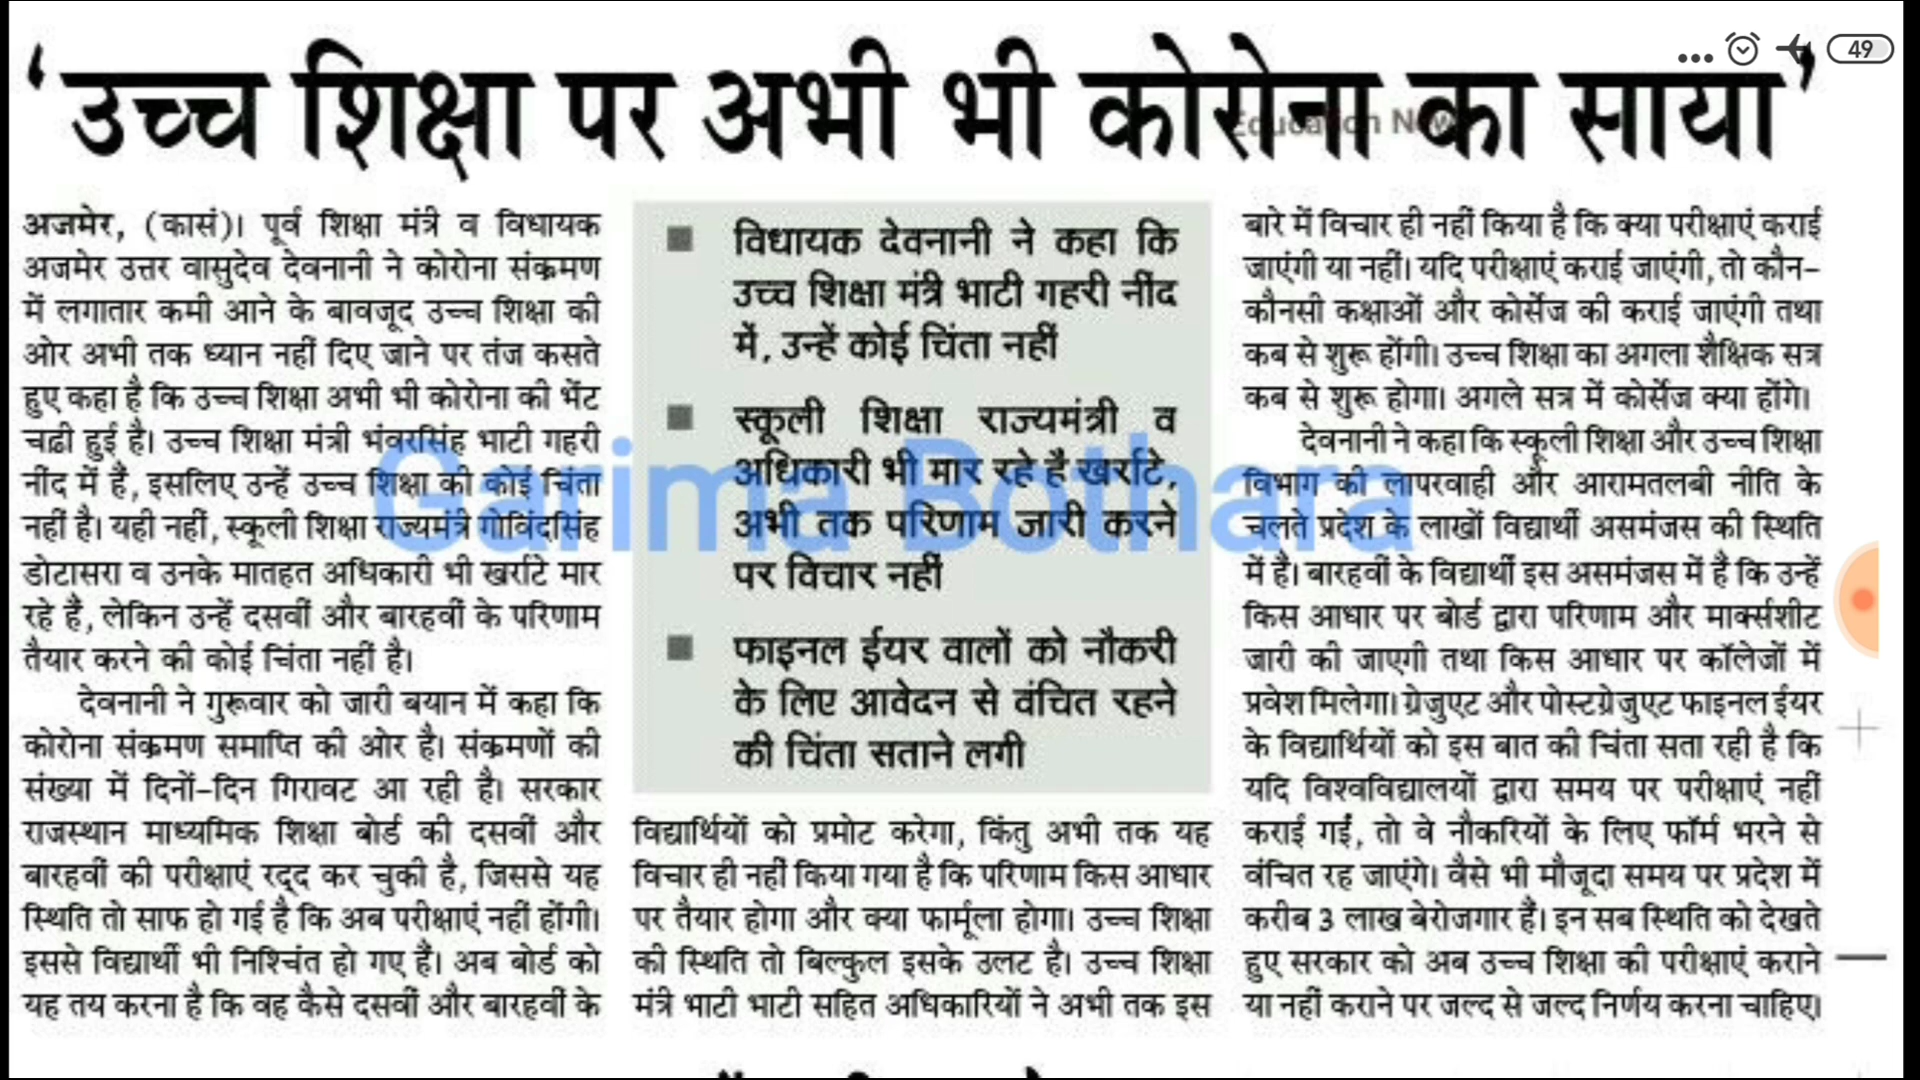 49
‘उच्च शिक्षा पर अभी भी कोरोना का साया’
Education New
अजमेर, (कासं)। पूर्व शिक्षा मंत्री व विधायक
अजमेर उत्तर वासुदेव देवनानी ने कोरोना संक्रमण
में लगातार कमी आने के बावजूद उच्च शिक्षा की
ओर अभी तक ध्यान नहीं दिए जाने पर तंज कसते
हुए कहा है कि उच्च शिक्षा अभी भी कोरोना की भेंट
चढी हुई है। उच्च शिक्षा मंत्री भंवरसिंह भाटी गहरी
नींद में हैं, इसलिए उन्हें उच्च शिक्षा की कोई चिंता
नहीं है। यही नहीं, स्कूली शिक्षा राज्यमंत्री गोविंदसिंह
डोटासरा व उनके मातहत अधिकारी भी खर्राटे मार
रहे हैं, लेकिन उन्हें दसवीं और बारहवीं के परिणाम
तैयार करने की कोई चिंता नहीं है।
देवनानी ने गुरूवार को जारी बयान में कहा कि
कोरोना संक्रमण समाप्ति की ओर है। संक्रमणों की
संख्या में दिनों-दिन गिरावट आ रही है। सरकार
राजस्थान माध्यमिक शिक्षा बोर्ड की दसवीं और
बारहवीं की परीक्षाएं रद्द कर चुकी है, जिससे यह
स्थिति तो साफ हो गई है कि अब परीक्षाएं नहीं होंगी।
इससे विद्यार्थी भी निश्चिंत हो गए हैं। अब बोर्ड को
यह तय करना है कि वह कैसे दसवीं और बारहवीं के
विधायक देवनानी ने कहा कि
उच्च शिक्षा मंत्री भाटी गहरी नींद
में, उन्हें कोई चिंता नहीं
स्कूली शिक्षा राज्यमंत्री व
अधिकारी भी मार रहे है खर्राटे,
अभी तक परिणाम जारी करने
पर विचार नहीं
फाइनल ईयर वालों को नौकरी
के लिए आवेदन से वंचित रहने
की चिंता सताने लगी
विद्यार्थियों को प्रमोट करेगा, किंतु अभी तक यह
विचार ही नहीं किया गया है कि परिणाम किस आधार
पर तैयार होगा और क्या फार्मूला होगा। उच्च शिक्षा
की स्थिति तो बिल्कुल इसके उलट है। उच्च शिक्षा
मंत्री भाटी भाटी सहित अधिकारियों ने अभी तक इस
बारे में विचार ही नहीं किया है कि क्या परीक्षाएं कराई
जाएंगी या नहीं। यदि परीक्षाएं कराई जाएंगी, तो कौन-
कौनसी कक्षाओं और कोर्सेज की कराई जाएंगी तथा
कब से शुरू होंगी। उच्च शिक्षा का अगला शैक्षिक सत्र
कब से शुरू होगा। अगले सत्र में कोर्सेज क्या होंगे।
देवनानी ने कहा कि स्कूली शिक्षा और उच्च शिक्षा
विभाग की लापरवाही और आरामतलबी नीति के
चलते प्रदेश के लाखों विद्यार्थी असमंजस की स्थिति
में है। बारहवीं के विद्यार्थी इस असमंजस में है कि उन्हें
किस आधार पर बोर्ड द्वारा परिणाम और मार्क्सशीट
जारी की जाएगी तथा किस आधार पर कॉलेजों में
प्रवेश मिलेगा। ग्रेजुएट और पोस्टग्रेजुएट फाइनल ईयर
के विद्यार्थियों को इस बात की चिंता सता रही है कि
यदि विश्वविद्यालयों द्वारा समय पर परीक्षाएं नहीं
कराई गईं, तो वे नौकरियों के लिए फॉर्म भरने से
वंचित रह जाएंगे। वैसे भी मौजूदा समय पर प्रदेश में
करीब 3 लाख बेरोजगार हैं। इन सब स्थिति को देखते
हुए सरकार को अब उच्च शिक्षा की परीक्षाएं कराने
या नहीं कराने पर जल्द से जल्द निर्णय करना चाहिए।
Garima Bothara